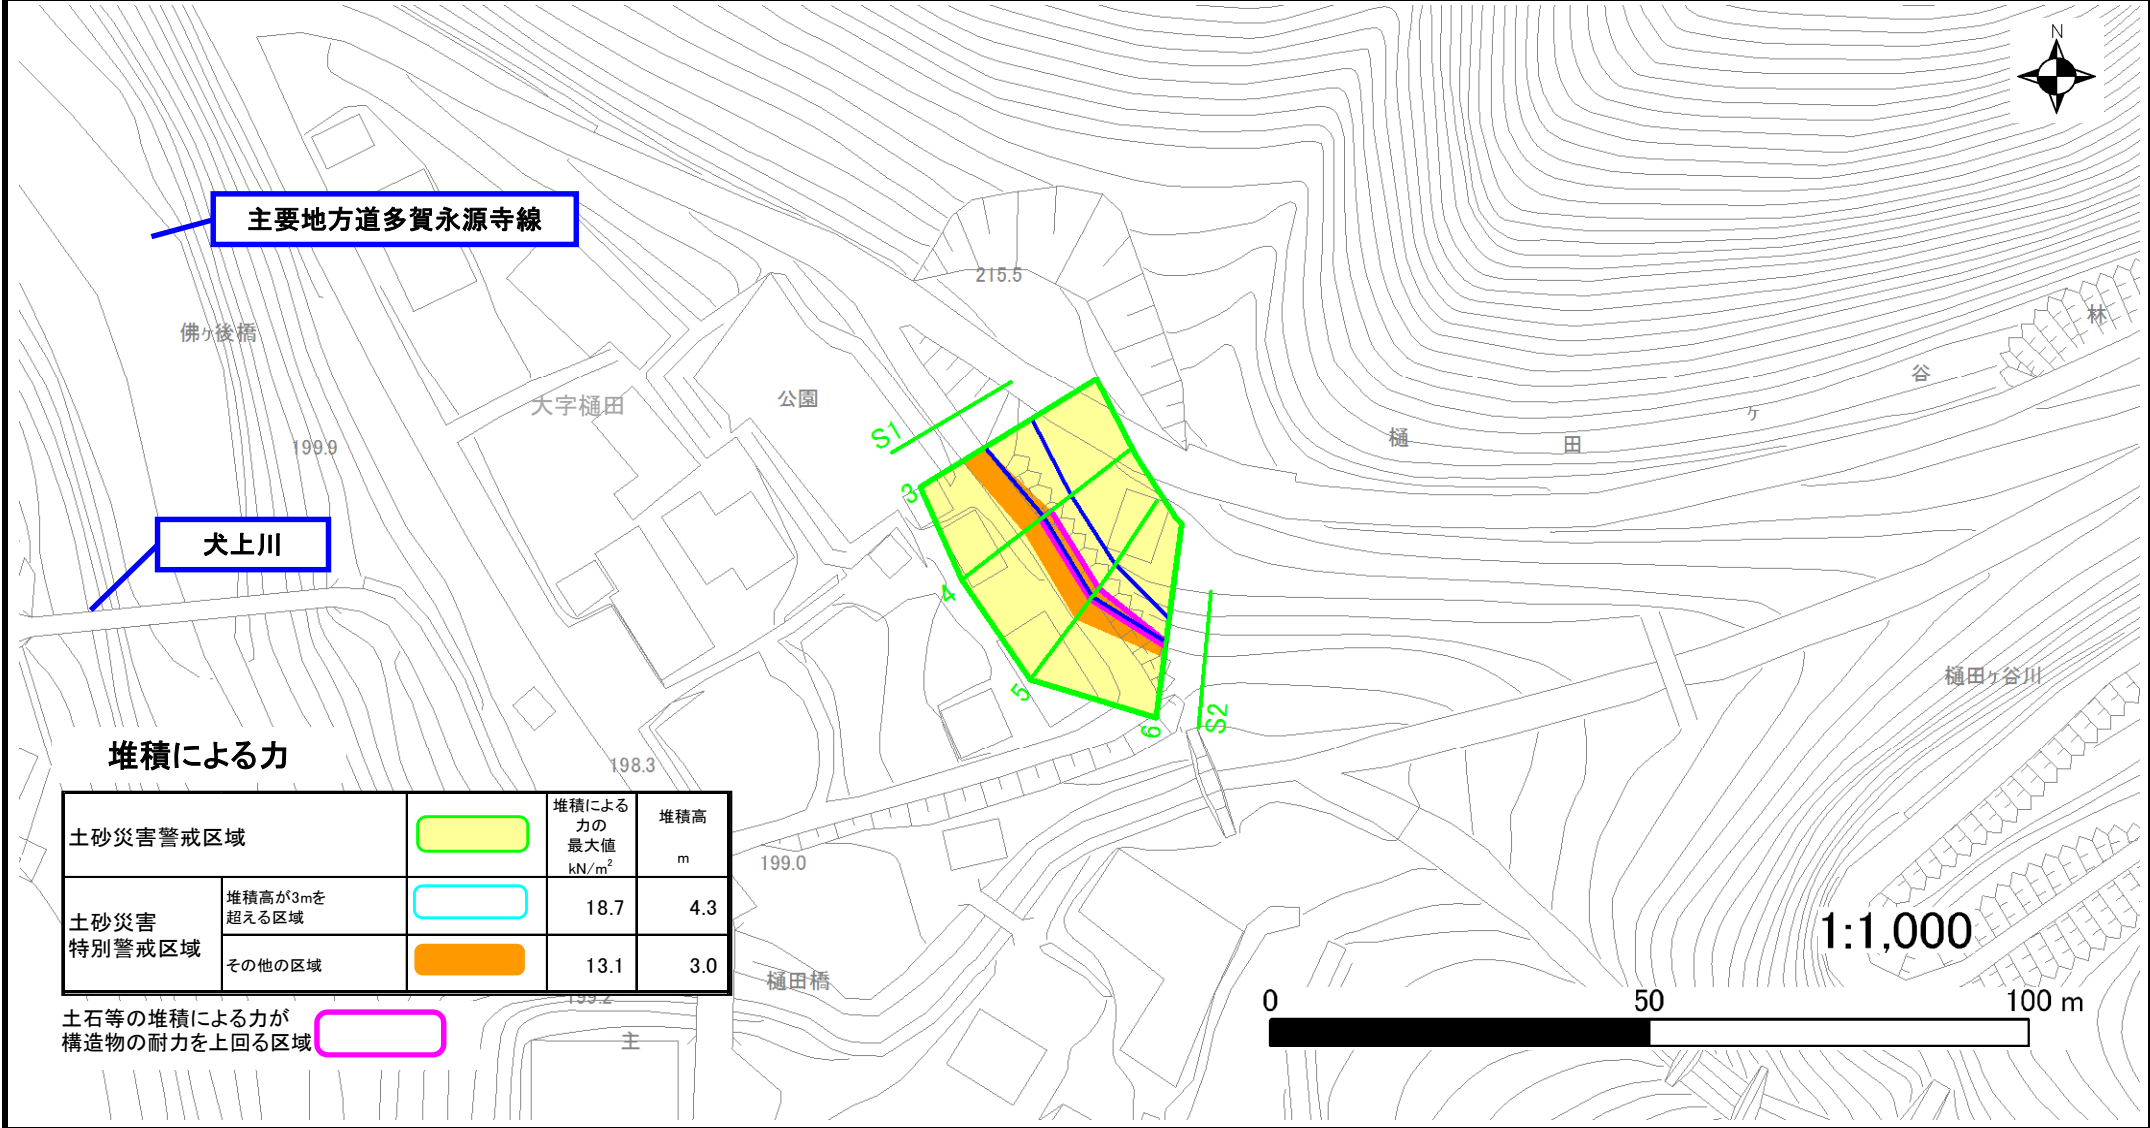 N
主要地方道多賀永源寺線
215.5
佛ヶ後橋
林
谷
ヶ
公園
大字樋田
樋
田
S1
199.9
3
犬上川
4
樋田ヶ谷川
5
S2
6
堆積による力
198.3
土砂災害警戒区域
堆積による
力の
最大値
kN/m²
堆積高
m
199.0
土砂災害
特別警戒区域
堆積高が3mを
超える区域
18.7
4.3
その他の区域
13.1
3.0
1:1,000
樋田橋
199.2
0
50
100 m
土石等の堆積による力が
構造物の耐力を上回る区域
主